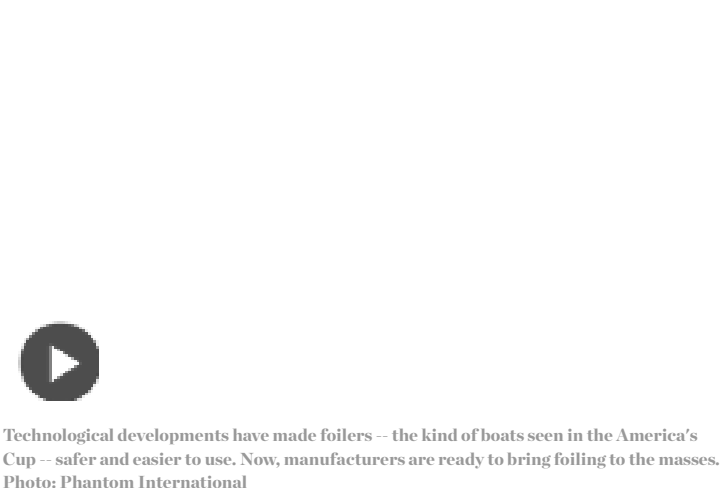 Technological developments have made foilers -- the kind of boats seen in the America's
Cup -- safer and easier to use. Now, manufacturers are ready to bring foiling to the masses.
Photo: Phantom International